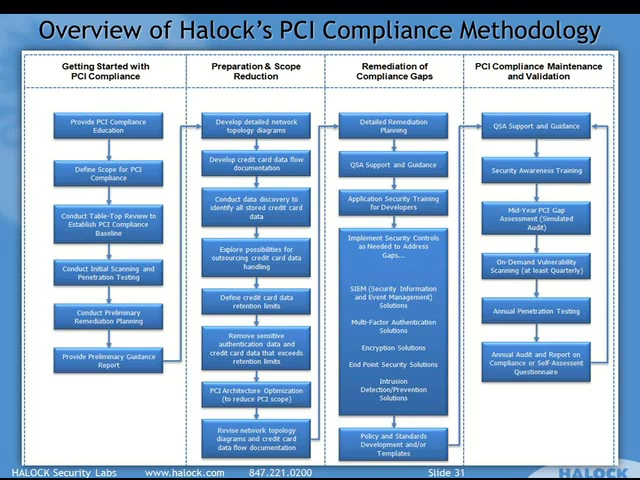 Overview of Halock's PCI Compliance Methodology
Getting Started with
PCI Compliance
Provide PCI Compliance
Education
Define Scope for PCI
Compliance
Conduct Table-Top Review to
Establish PCI Compliance
Baseline
Conduct Initial Scanning and
Penetration Testing
Conduct Preliminary
Remediation Planning
Provide Preliminary Guidance
Report
Preparation & Scope
Reduction
Develop detailed network
topology diagrams
Develop credit card data flow
documentation
Conduct data discovery to
identify all stored credit card
data
Explore possibilities for
outsourcing credit card data
handling
Define credit card data
retention limits
Remove sensitive
authentication data and
credit card data that exceeds
retention limits
PCI Architecture Optimization
(to reduce PCI scope)
Revise network topology
diagrams and credit card
data flow documentation
Remediation of
Compliance Gaps
Detailed Remediation
Planning
QSA Support and Guidance
Application Security Training
for Developers
Implement Security Controls
as Needed to Address
Gaps...
SIEM (Security Information
and Event Management)
Solutions
Multi-Factor Authentication
Solutions
Encryption Solutions
End Point Security Solutions
Intrusion
Detection/Prevention
Solutions
Policy and Standards
Development and/or
Templates
PCI Compliance Maintenance
and Validation
QSA Support and Guidance
Security Awareness Training
Mid-Year PCI Gap
Assessment (Simulated
Audit)
On-Demand Vulnerability
Scanning (at least Quarterly)
Annual Penetration Testing
Annual Audit and Report on
Compliance or Self-Assessment
Questionnaire
HALOCK Security Labs www.halock.com 847.221.0200 Slide 31
HALOCK